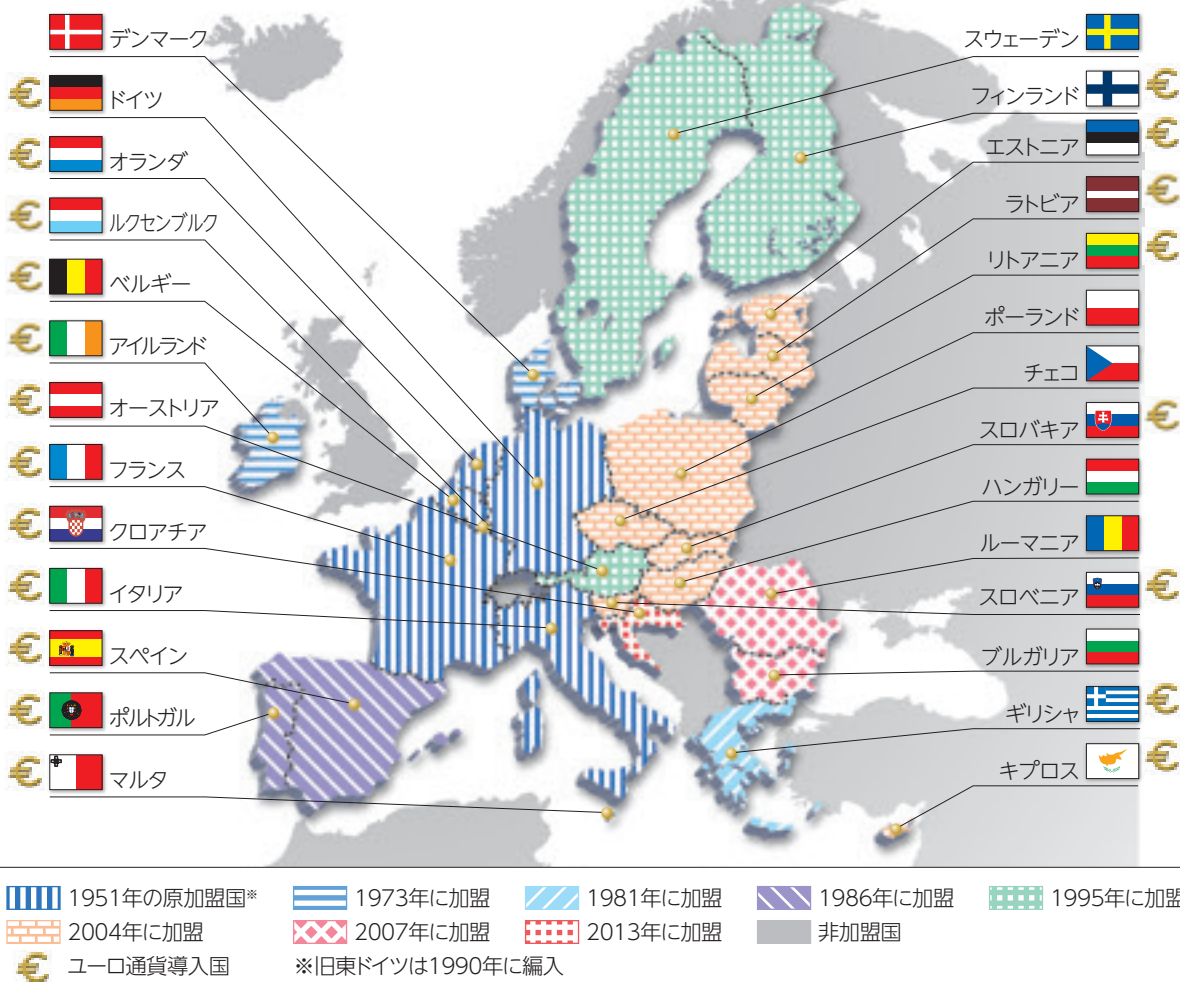 デンマーク
€ ドイツ
€ オランダ
€ ルクセンブルク
€ ベルギー
€ アイルランド
€ オーストリア
€ フランス
€ クロアチア
€ イタリア
€ スペイン
€ ポルトガル
€ マルタ
スウェーデン
フィンランド €
エストニア €
ラトビア €
リトアニア €
ポーランド
チェコ
スロバキア €
ハンガリー
ルーマニア
スロベニア €
ブルガリア
ギリシャ €
キプロス €
1951年の原加盟国※ 1973年に加盟 1981年に加盟 1986年に加盟 1995年に加盟
2004年に加盟 2007年に加盟 2013年に加盟 非加盟国
€ ユーロ通貨導入国 ※旧東ドイツは1990年に編入